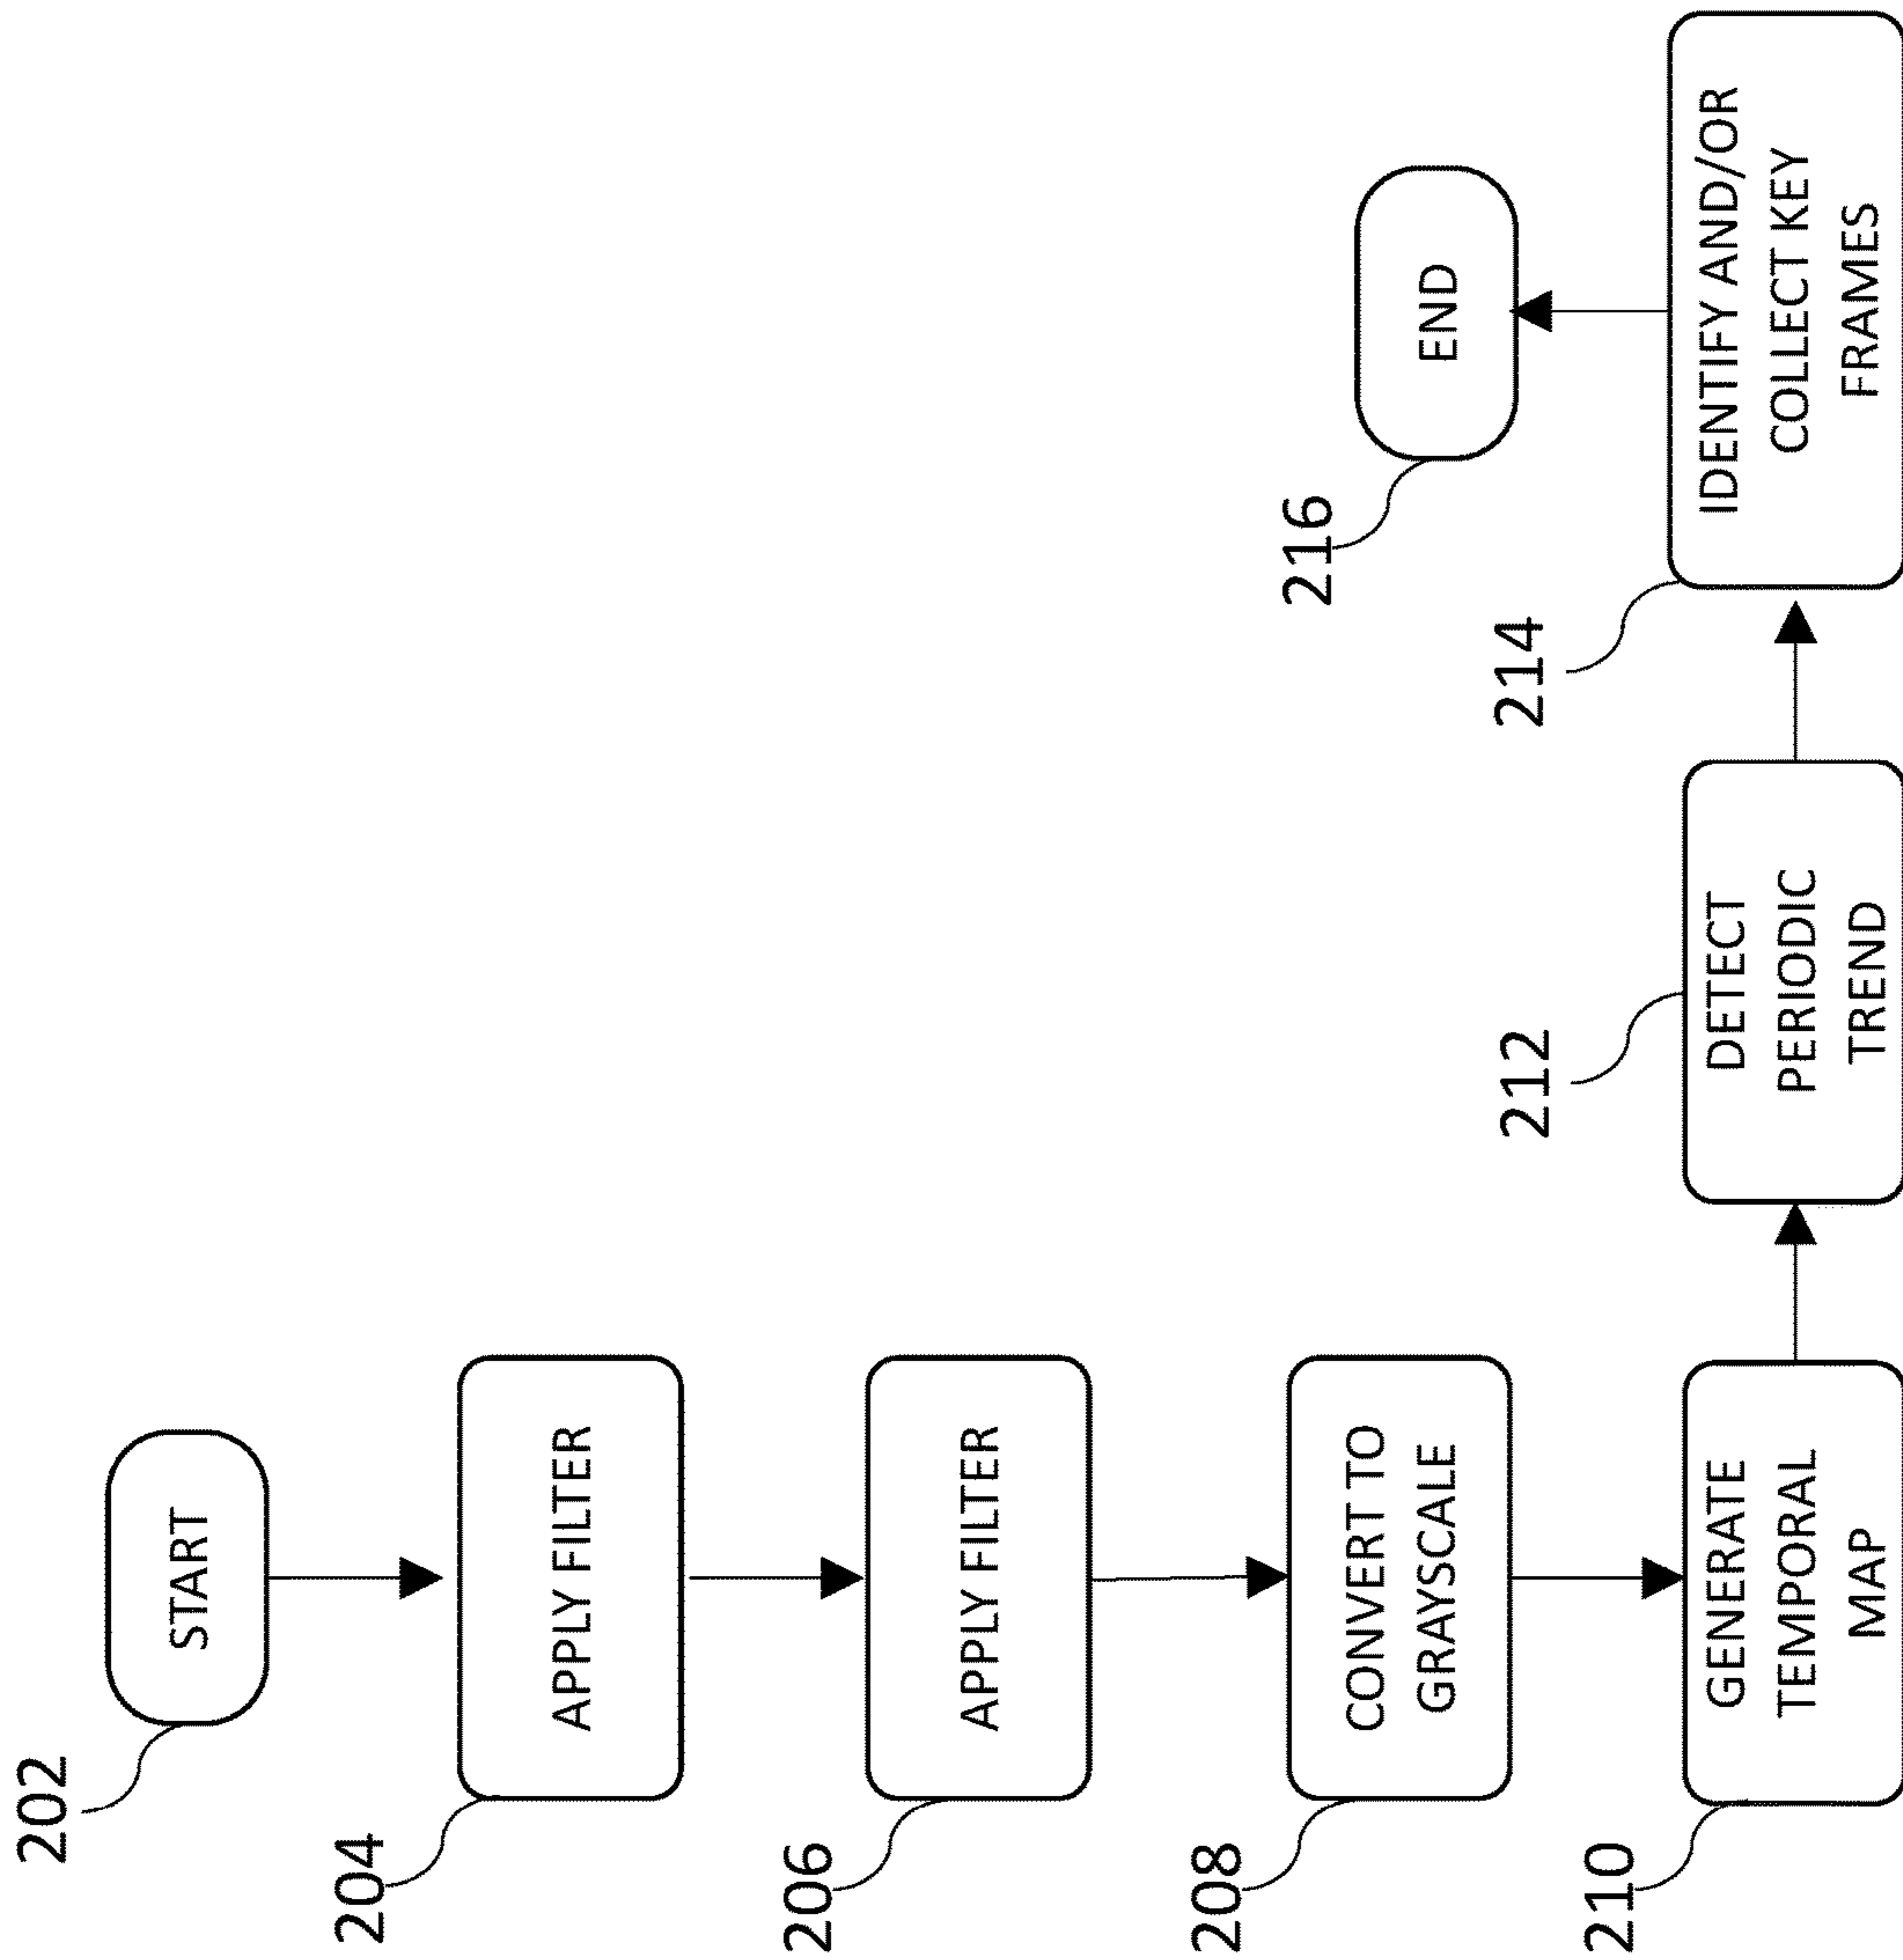 202
START
204
APPLY FILTER
206
APPLY FILTER
208
CONVERT TO
GRAYSCALE
210
GENERATE
TEMPORAL
MAP
212
DETECT
PERIODIC
TREND
214
IDENTIFY AND/OR
COLLECT KEY
FRAMES
216
END